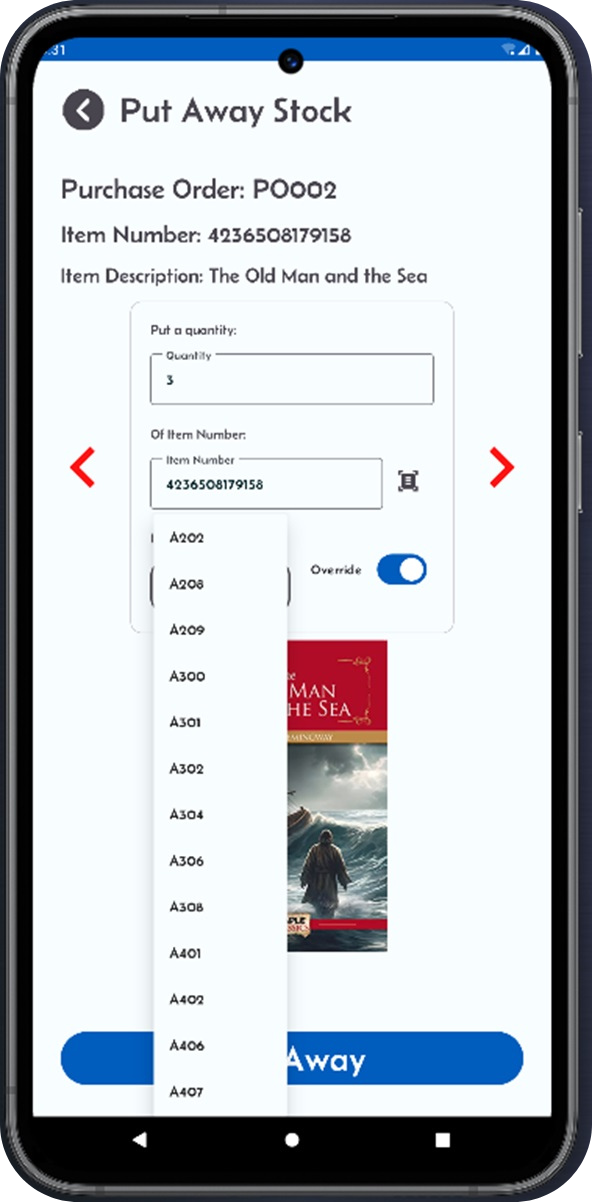 :31
Put Away Stock
Purchase Order: PO002
Item Number: 4236508179158
Item Description: The Old Man and the Sea
Put a quantity:
Quantity
3
Of Item Number:
Item Number
4236508179158
A202
Override
A208
A209
A300
A301
A302
A304
A306
A308
A401
A402
A406
A407
MAN
HE SEA
EMINGWAY
Away